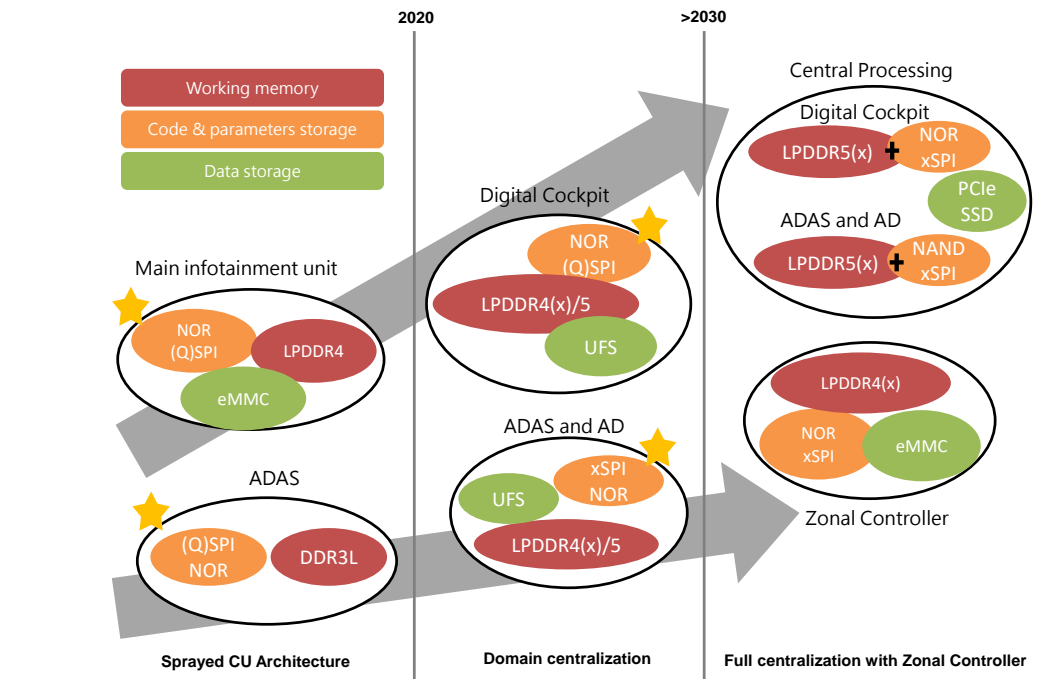 2020
>2030
Working memory
Code & parameters storage
Data storage
Main infotainment unit
NOR
(Q)SPI
LPDDR4
eMMC
ADAS
(Q)SPI
NOR
DDR3L
Sprayed CU Architecture
Digital Cockpit
NOR
(Q)SPI
LPDDR4(x)/5
UFS
ADAS and AD
xSPI
NOR
UFS
LPDDR4(x)/5
Domain centralization
Central Processing
Digital Cockpit
LPDDR5(x)
+
NOR
xSPI
PCIe
SSD
ADAS and AD
LPDDR5(x)
+
NAND
xSPI
LPDDR4(x)
NOR
xSPI
eMMC
Zonal Controller
Full centralization with Zonal Controller